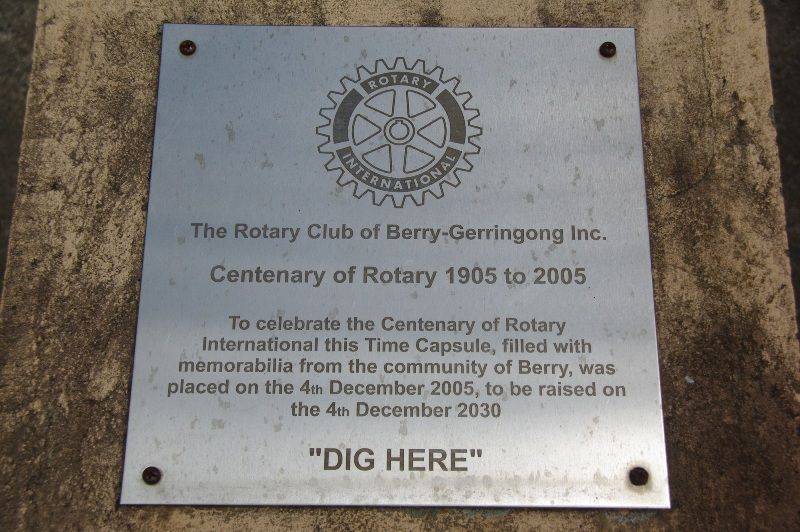 ROTARY
INTERNATIONAL
The Rotary Club of Berry-Gerringong Inc.
Centenary of Rotary 1905 to 2005
To celebrate the Centenary of Rotary
International this Time Capsule, filled with
memorabilia from the community of Berry, was
placed on the 4th December 2005, to be raised on
the 4th December 2030
"DIG HERE"